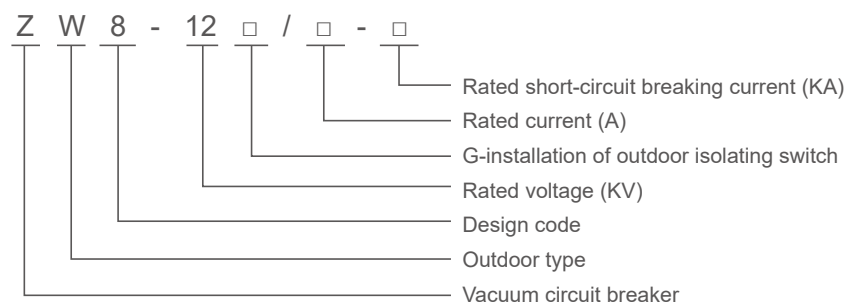 Z W 8 - 12 □ / □ - □
Rated short-circuit breaking current (KA)
Rated current (A)
G-installation of outdoor isolating switch
Rated voltage (KV)
Design code
Outdoor type
Vacuum circuit breaker